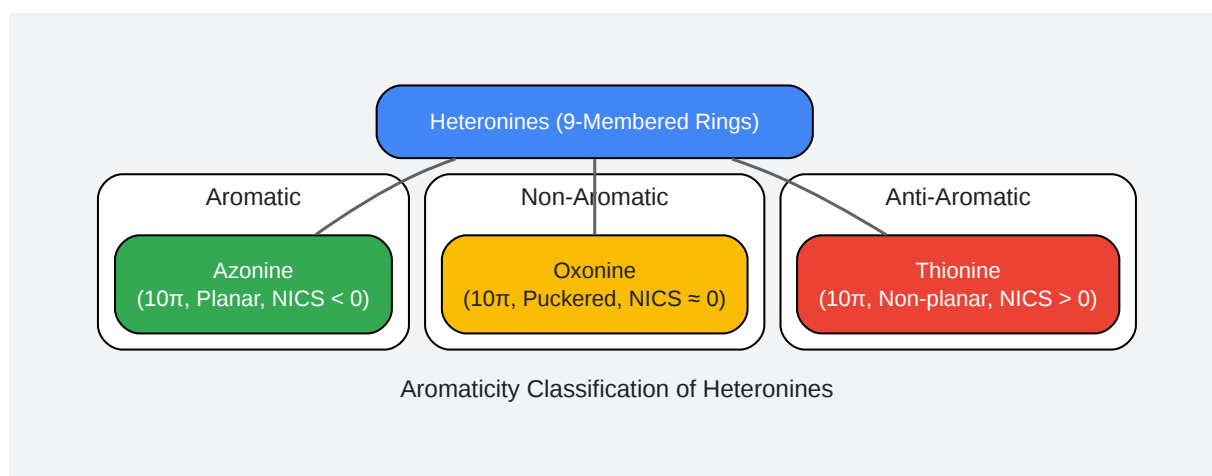 Heteronines (9-Membered Rings)
Aromatic
Non-Aromatic
Anti-Aromatic
Azonine
(10π, Planar, NICS < 0)
Oxonine
(10π, Puckered, NICS ≈ 0)
Thionine
(10π, Non-planar, NICS > 0)
Aromaticity Classification of Heteronines